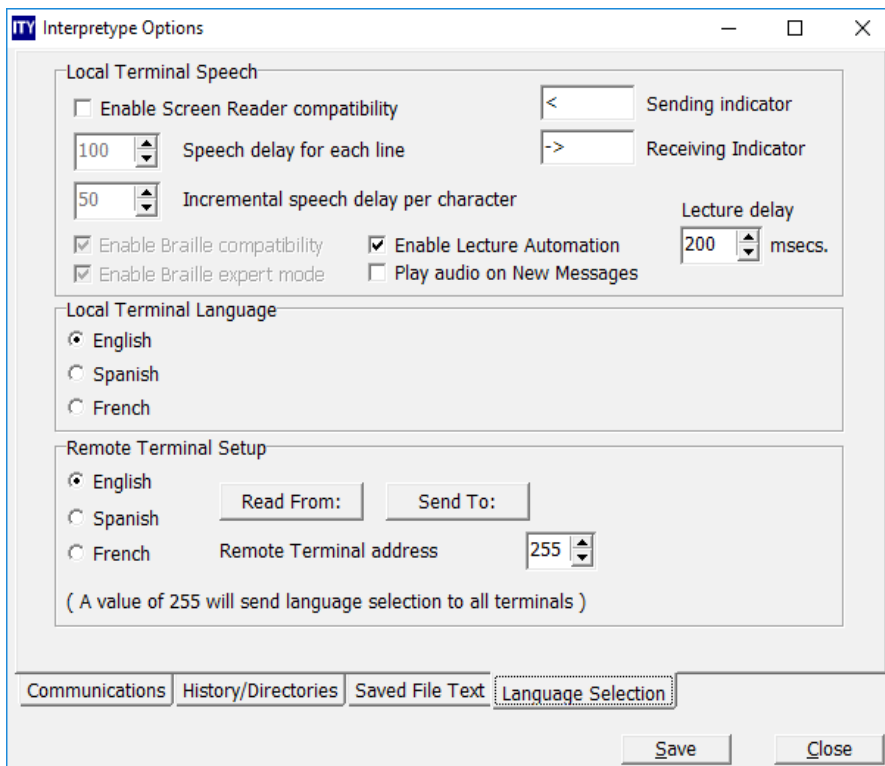 ITY Interpretype Options
Local Terminal Speech
Enable Screen Reader compatibility
< Sending indicator
100 Speech delay for each line
-> Receiving Indicator
50 Incremental speech delay per character
Lecture delay
Enable Braille compatibility
Enable Lecture Automation
200 msecs.
Enable Braille expert mode
Play audio on New Messages
Local Terminal Language
English
Spanish
French
Remote Terminal Setup
English
Spanish
French
Read From: Send To:
Remote Terminal address 255
( A value of 255 will send language selection to all terminals )
Communications History/Directories Saved File Text Language Selection
Save Close